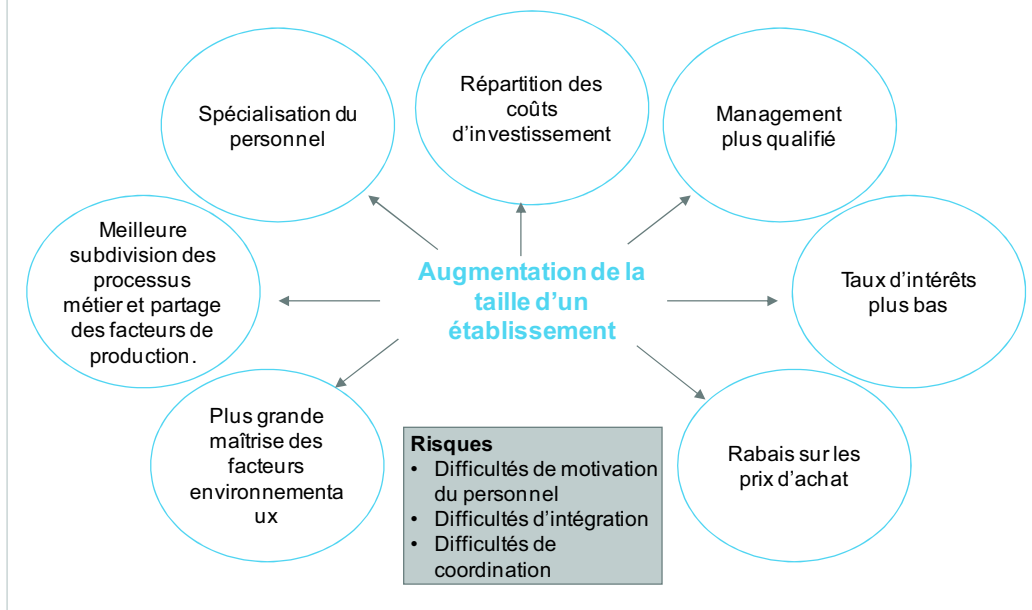 Spécialisation du
personnel
Répartition des
coûts
d’investissement
Management
plus qualifié
Meilleure
subdivision des
processus
métier et partage
des facteurs de
production.
Augmentation de la
taille d’un
établissement
Taux d’intérêts
plus bas
Plus grande
maîtrise des
facteurs
environnementa
ux
Risques
• Difficultés de motivation
du personnel
• Difficultés d’intégration
• Difficultés de
coordination
Rabais sur les
prix d’achat